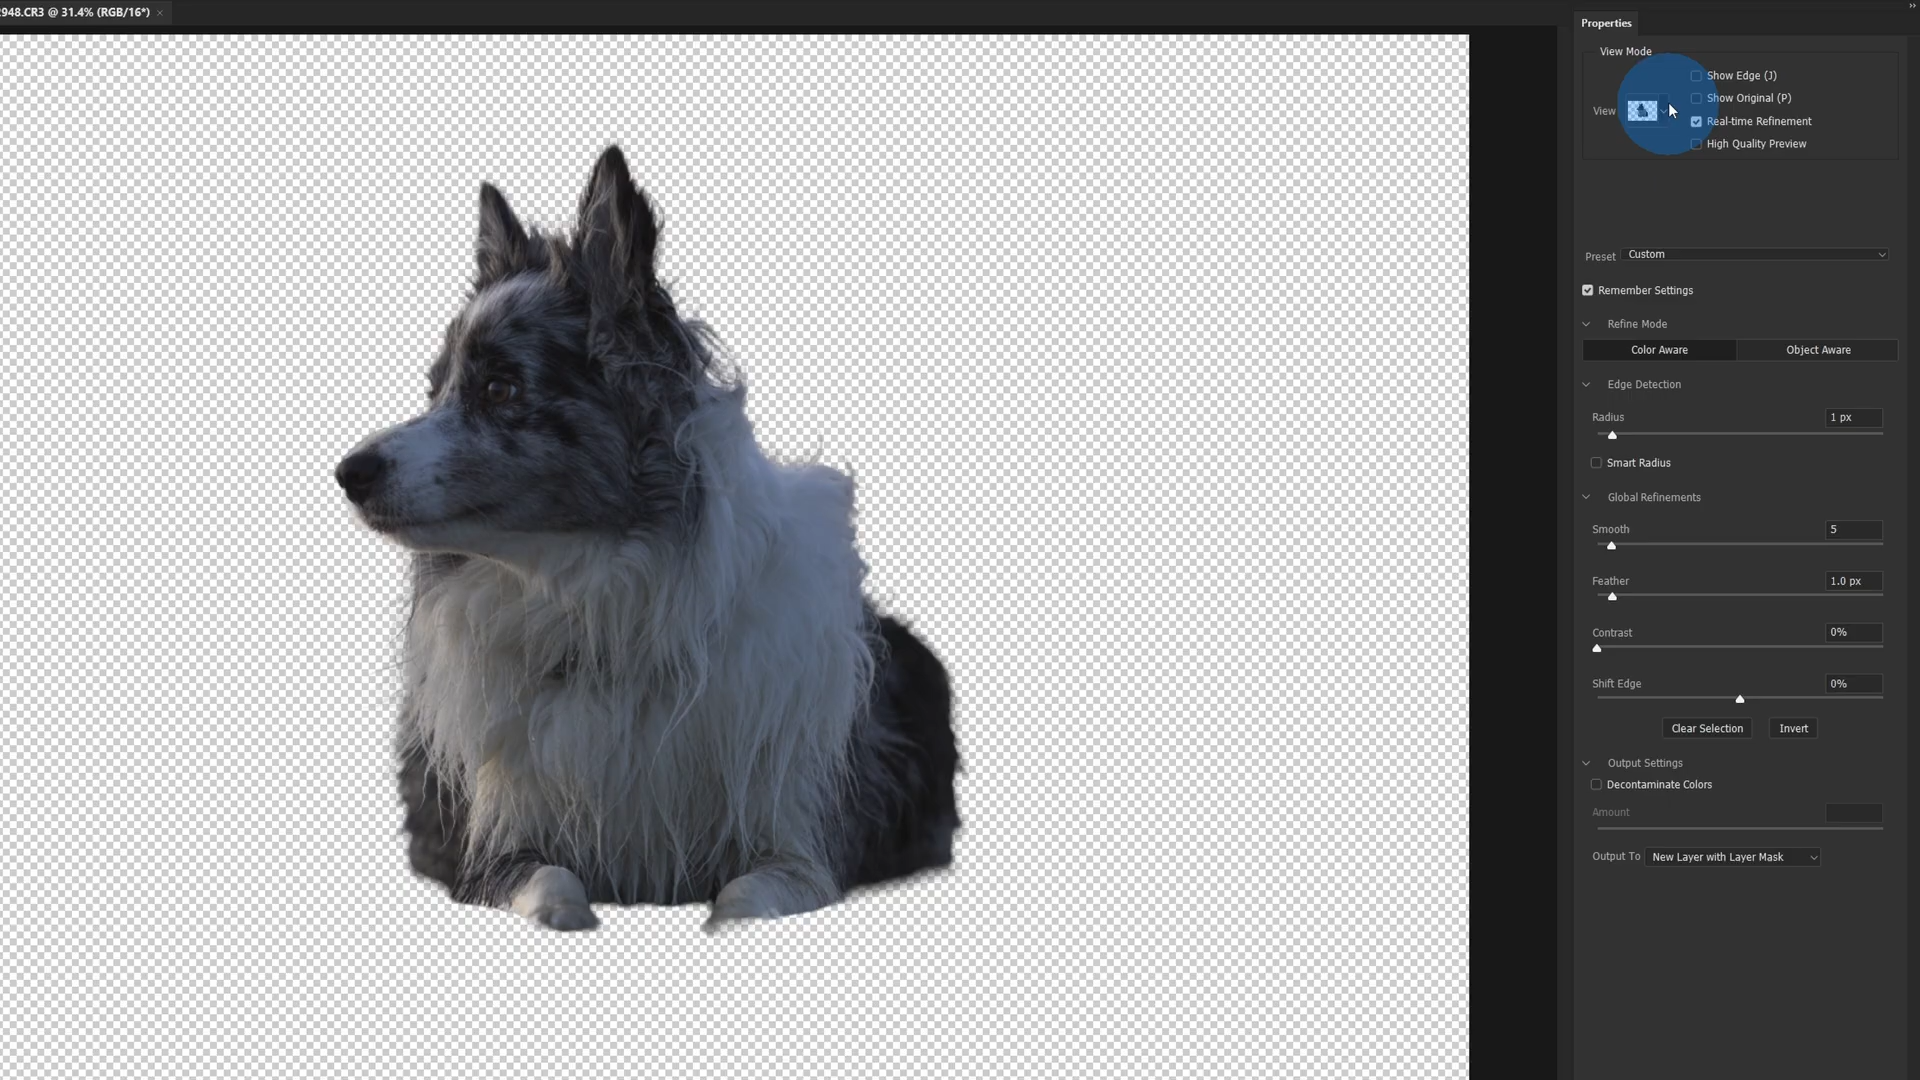 2948.CR3 @ 31.4% (RGB/16*)
Properties
View Mode
View
Show Edge (J)
Show Original (P)
Real-time Refinement
High Quality Preview
Preset
Custom
Remember Settings
Refine Mode
Color Aware
Object Aware
Edge Detection
Radius
1 px
Smart Radius
Global Refinements
Smooth
5
Feather
1.0 px
Contrast
0%
Shift Edge
0%
Clear Selection
Invert
Output Settings
Decontaminate Colors
Amount
Output To
New Layer with Layer Mask